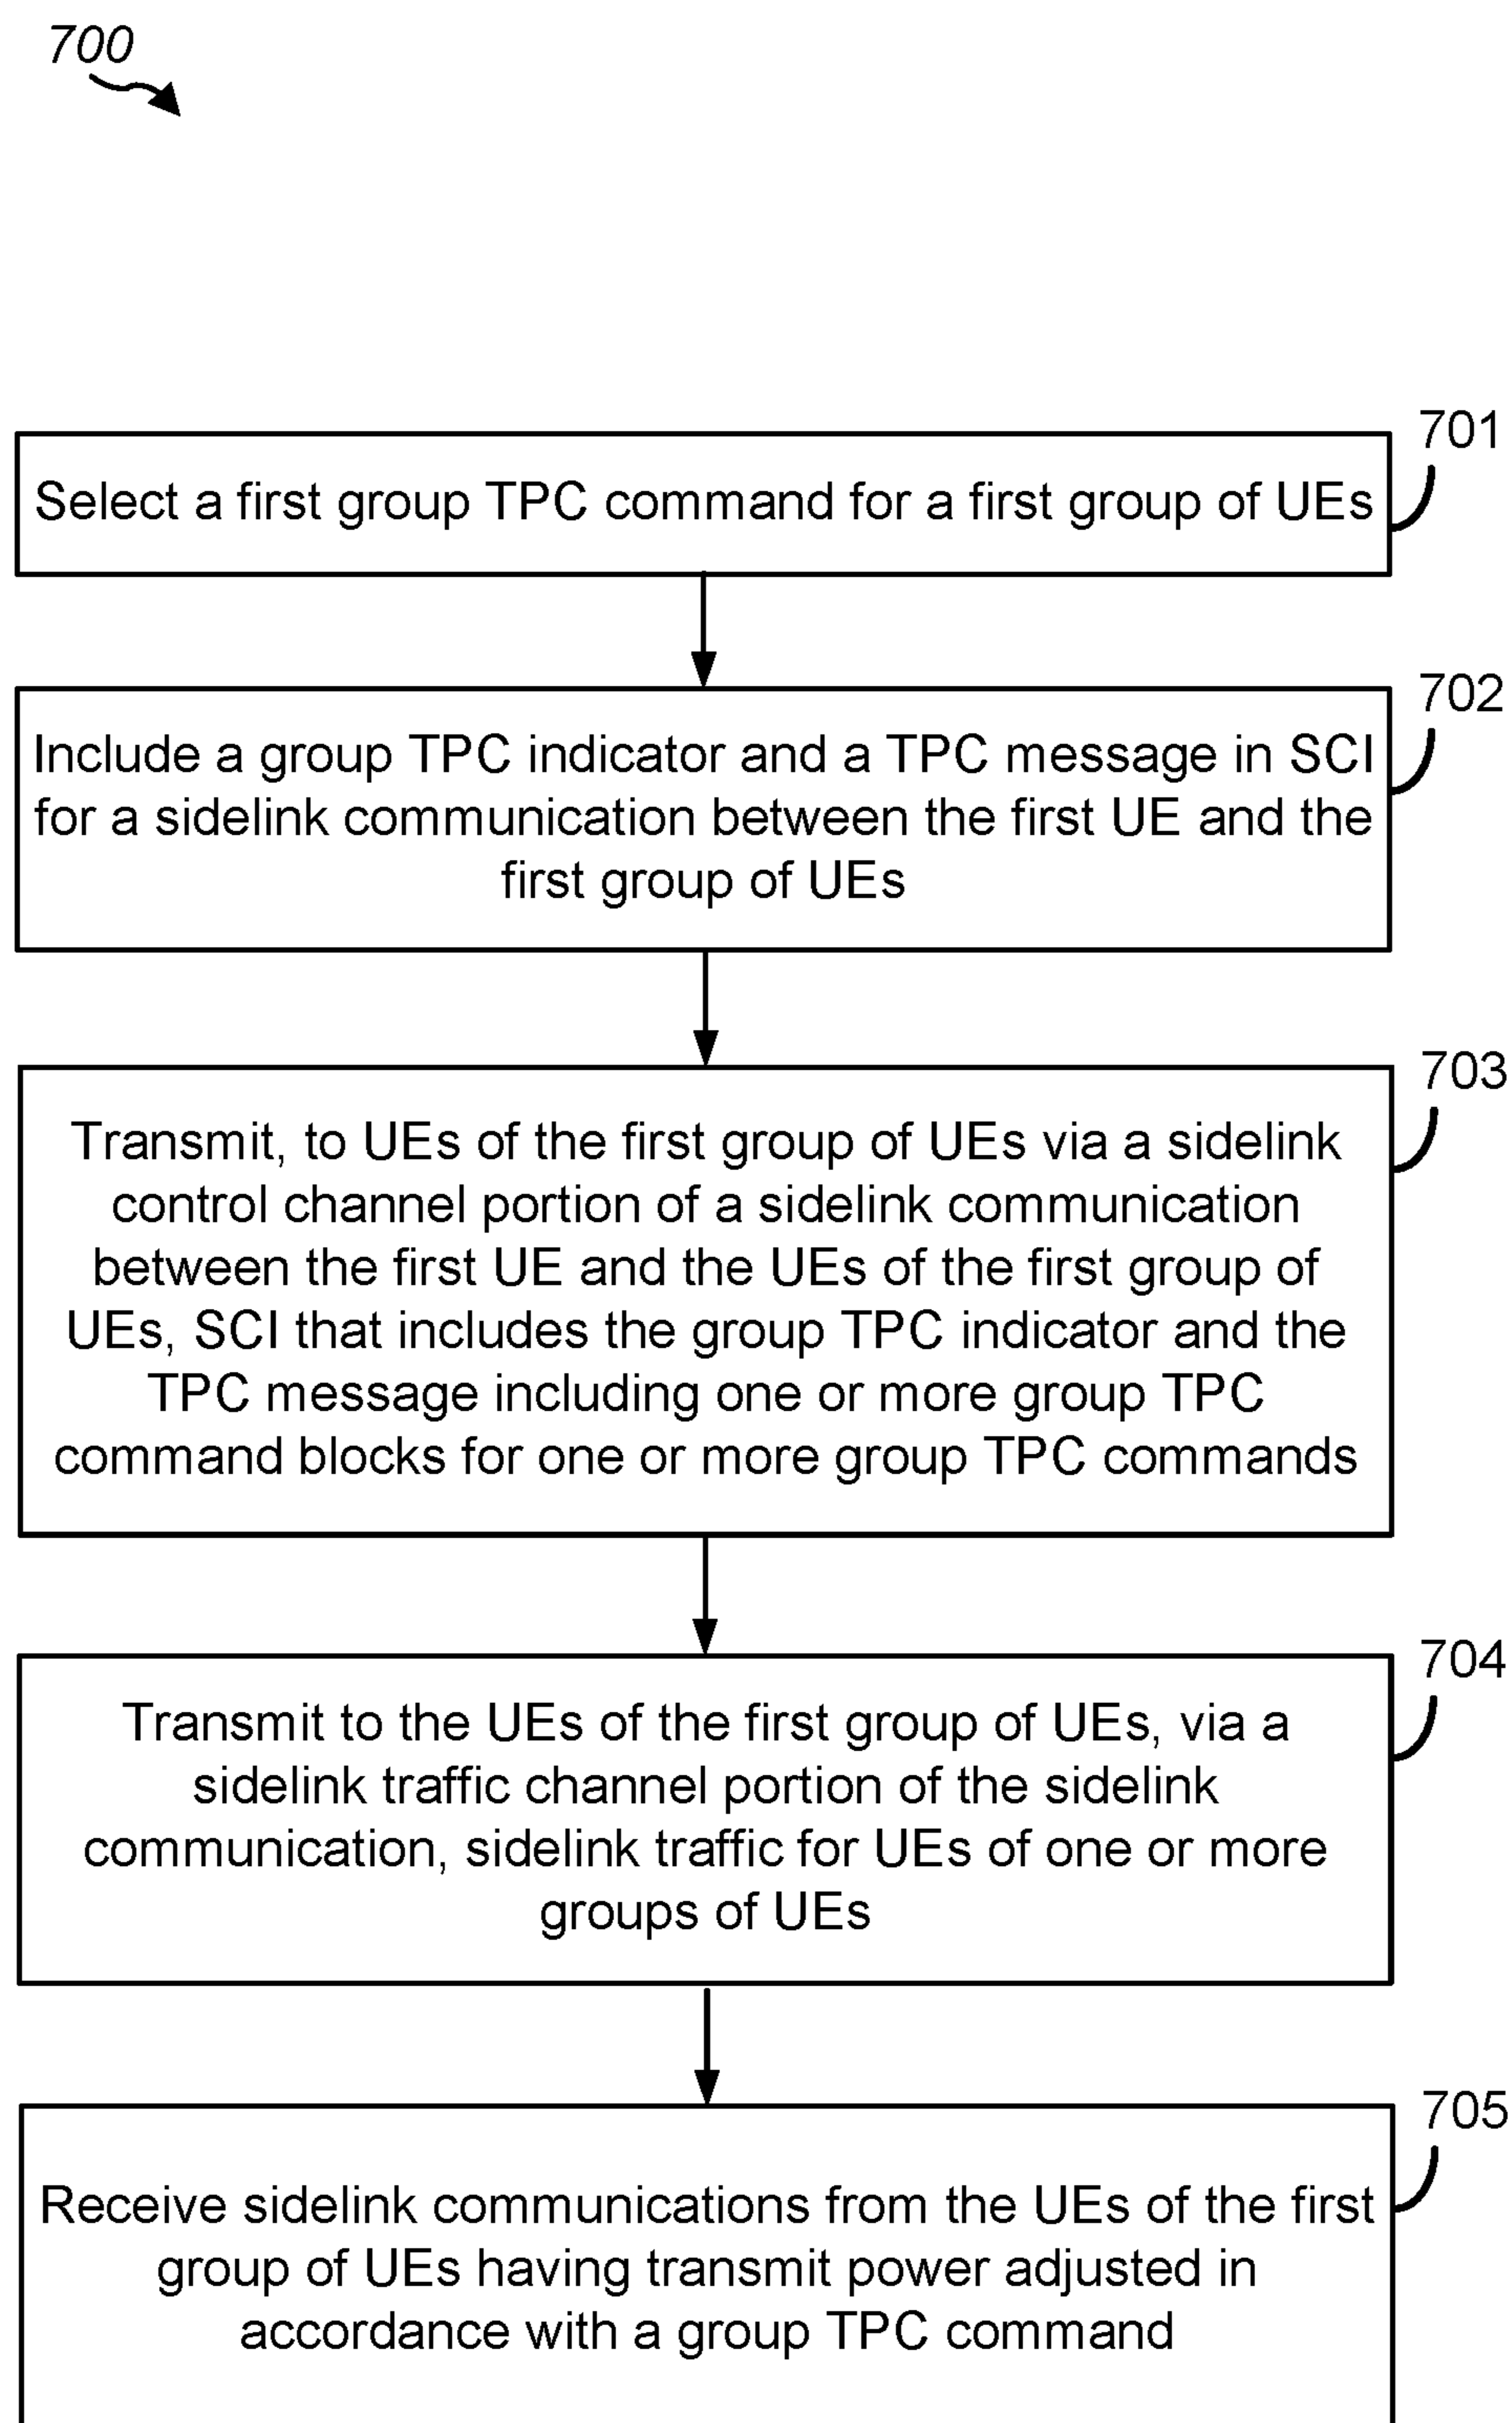 700
701
Select a first group TPC command for a first group of UEs
702
Include a group TPC indicator and a TPC message in SCI
for a sidelink communication between the first UE and the
first group of UEs
703
Transmit, to UEs of the first group of UEs via a sidelink
control channel portion of a sidelink communication
between the first UE and the UEs of the first group of
UEs, SCI that includes the group TPC indicator and the
TPC message including one or more group TPC
command blocks for one or more group TPC commands
704
Transmit to the UEs of the first group of UEs, via a
sidelink traffic channel portion of the sidelink
communication, sidelink traffic for UEs of one or more
groups of UEs
705
Receive sidelink communications from the UEs of the first
group of UEs having transmit power adjusted in
accordance with a group TPC command